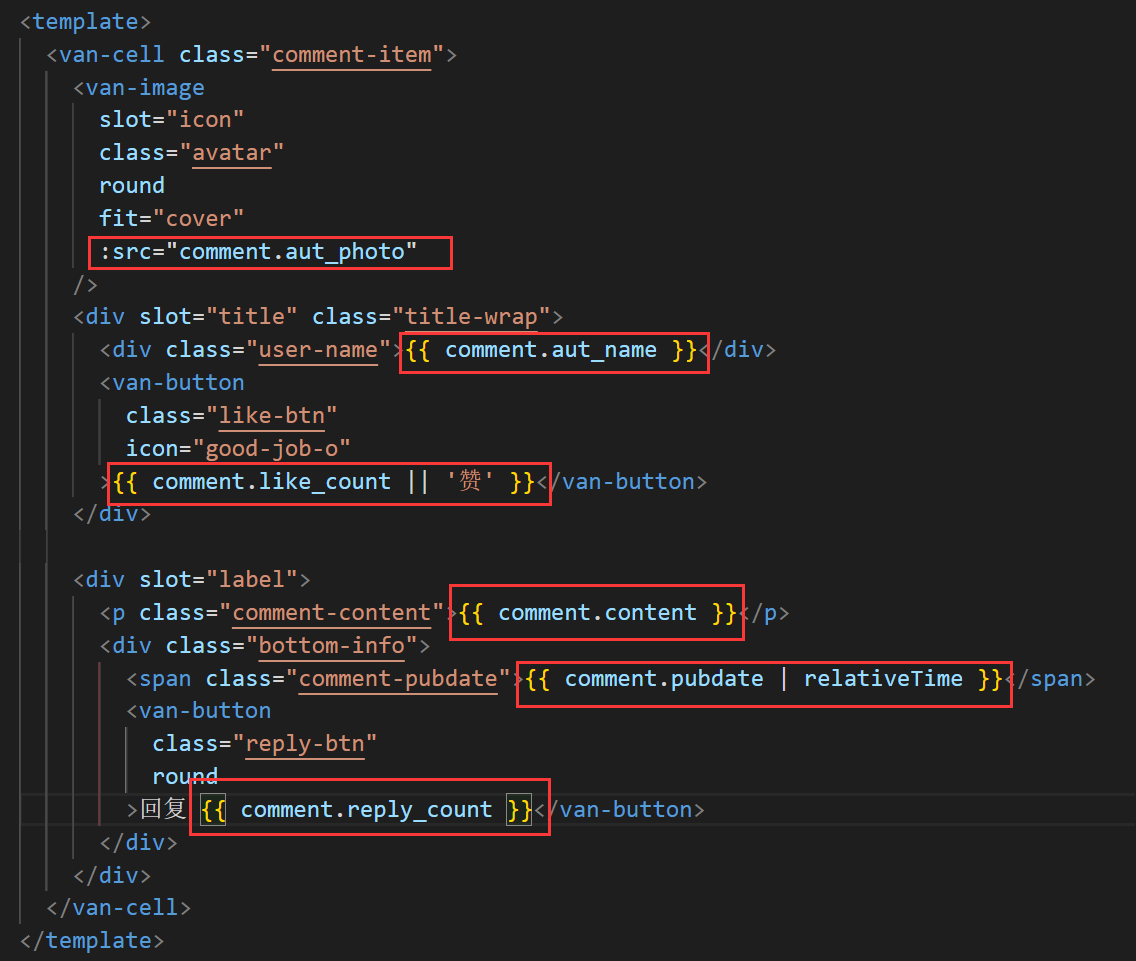 <template>
<van-cell class="comment-item">
<van-image
slot="icon"
class="avatar"
round
fit="cover"
:src="comment.aut_photo"
/>
<div slot="title" class="title-wrap">
<div class="user-name">{{ comment.aut_name }}</div>
<van-button
class="like-btn"
icon="good-job-o"
>{{ comment.like_count || '赞' }}</van-button>
</div>
<div slot="label">
<p class="comment-content">{{ comment.content }}</p>
<div class="bottom-info">
<span class="comment-pubdate">{{ comment.pubdate | relativeTime }}</span>
<van-button
class="reply-btn"
round
>回复 {{ comment.reply_count }}</van-button>
</div>
</div>
</van-cell>
</template>